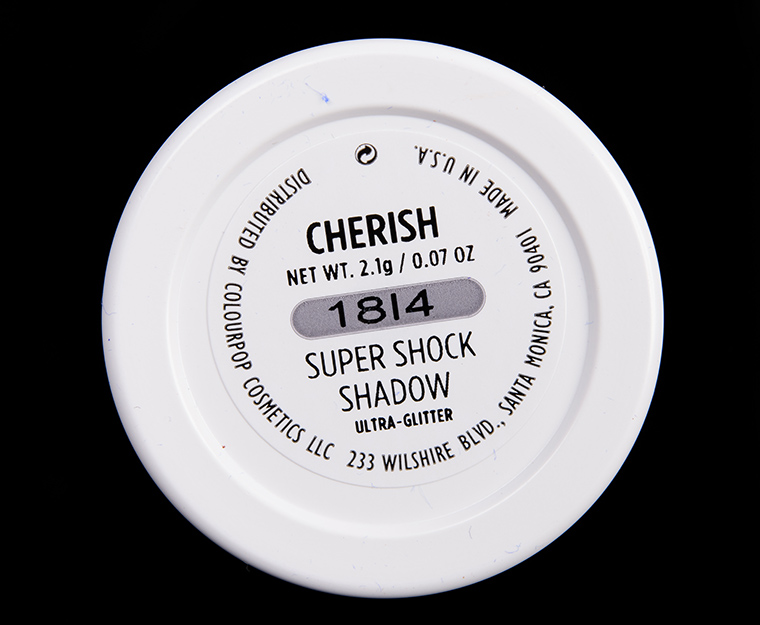 CHERISH
NET WT. 2.1g / 0.07 OZ
1814
SUPER SHOCK
SHADOW
ULTRA-GLITTER
DISTRIBUTED BY COLOURPOP COSMETICS LLC 233 WILSHIRE BLVD., SANTA MONICA, CA 90401 MADE IN U.S.A.